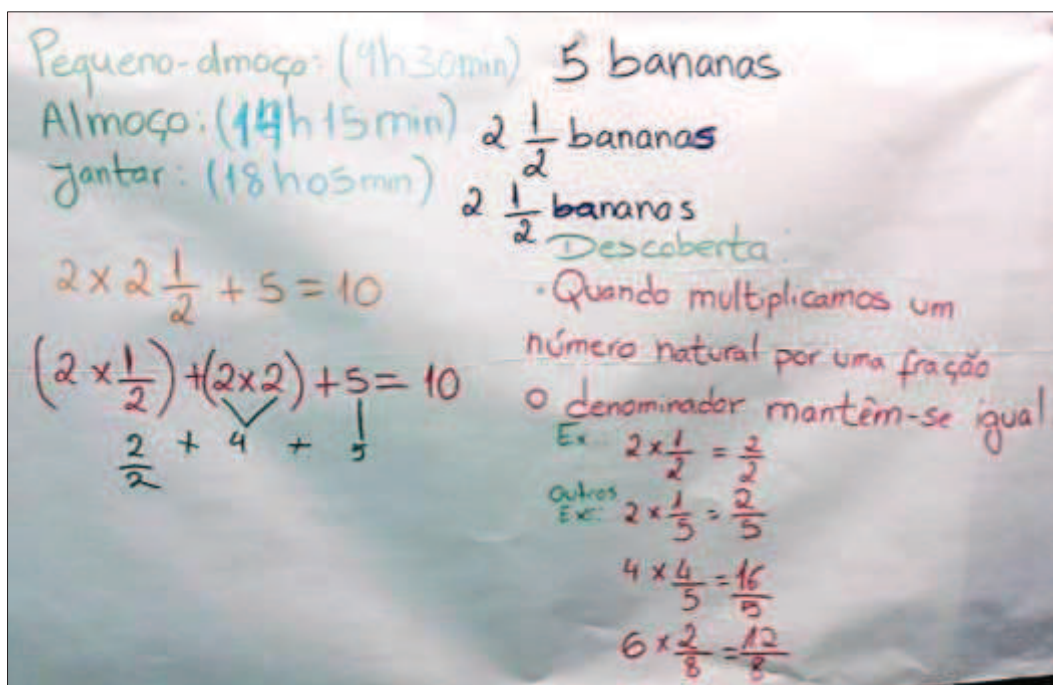 Pequeno-almoço: (9h30min) 5 bananas
Almoço: (14h15min) 2 1/2 bananas
Jantar: (18h05min) 2 1/2 bananas
2 × 2 1/2 + 5 = 10
(2 × 1/2) + (2×2) + 5 = 10
2/2 + 4 + 5
Descoberta
· Quando multiplicamos um
número natural por uma fração
o denominador mantêm-se igual
Ex.: 2 × 1/2 = 2/2
Outros
Ex: 2 × 1/5 = 2/5
4 × 4/5 = 16/5
6 × 2/8 = 12/8